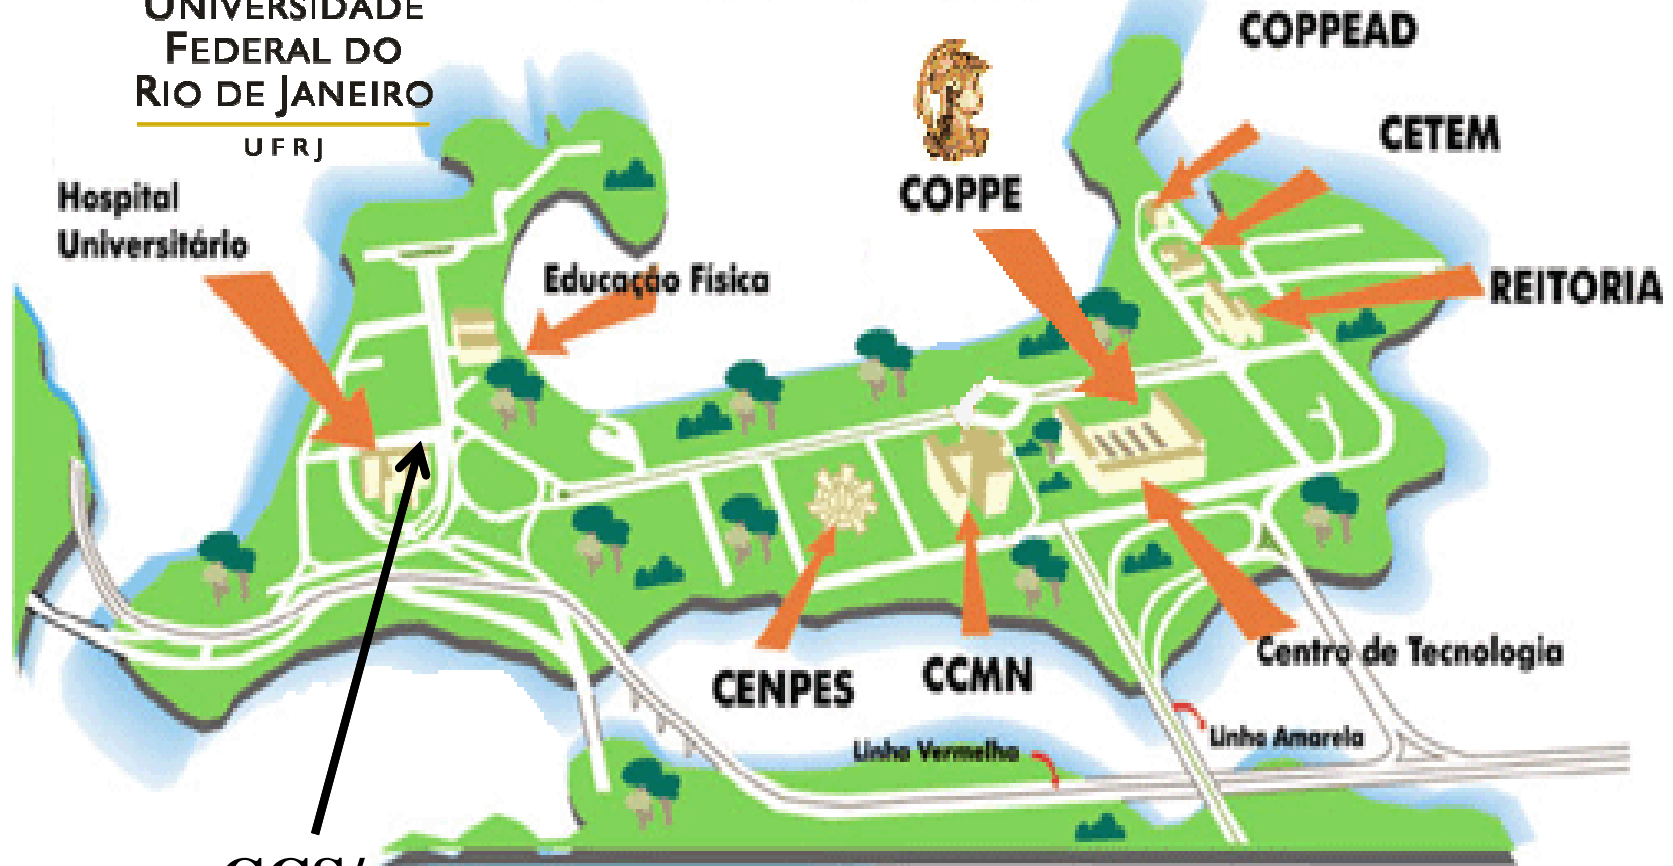 UNIVERSIDADE
FEDERAL DO
RIO DE JANEIRO
UFRJ
COPPEAD
CETEM
COPPE
Hospital
Universitário
Educação Física
REITORIA
CENPES
CCMN
Centro de Tecnologia
Linha Vermelha
Linha Amarela